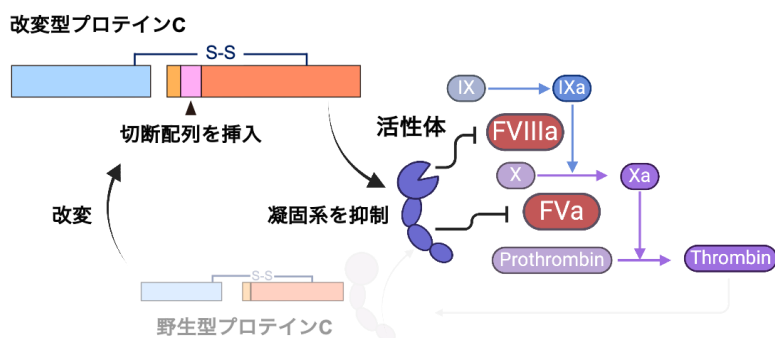 改変型プロテインC
S-S
切断配列を挿入
改変
活性体
凝固系を抑制
IX
IXa
FVIIIa
X
Xa
FVa
Prothrombin
Thrombin
S-S
野生型プロテインC